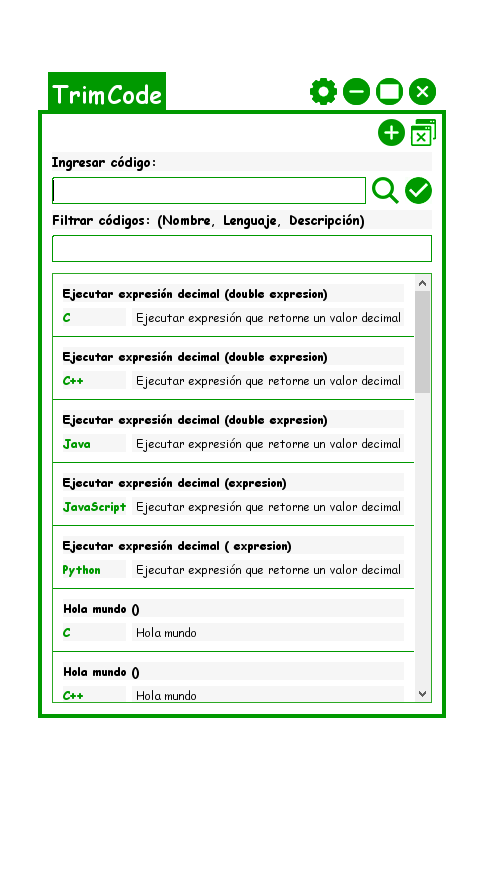 TrimCode
Ingresar código:
Filtrar códigos: (Nombre, Lenguaje, Descripción)
Ejecutar expresión decimal (double expresion)
C Ejecutar expresión que retorne un valor decimal
Ejecutar expresión decimal (double expresion)
C++ Ejecutar expresión que retorne un valor decimal
Ejecutar expresión decimal (double expresion)
Java Ejecutar expresión que retorne un valor decimal
Ejecutar expresión decimal (expresion)
JavaScript Ejecutar expresión que retorne un valor decimal
Ejecutar expresión decimal ( expresion)
Python Ejecutar expresión que retorne un valor decimal
Hola mundo ()
C Hola mundo
Hola mundo ()
C++ Hola mundo